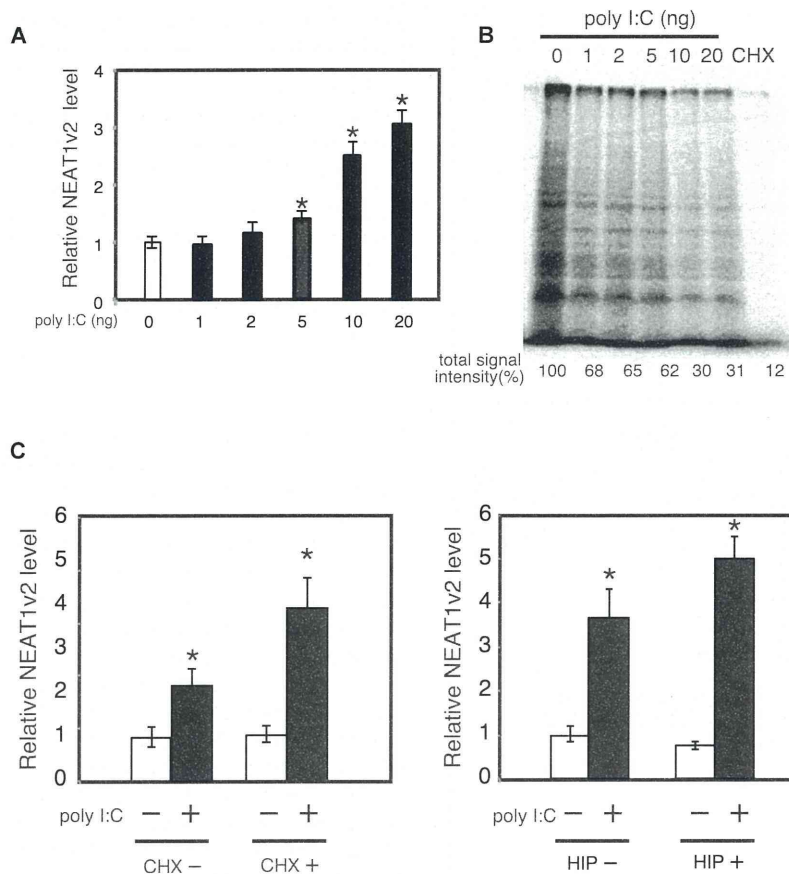 A
Relative NEAT1v2 level
4
3
2
1
0
*
*
*
poly I:C (ng)
0 1 2 5 10 20
B
poly I:C (ng)
0 1 2 5 10 20 CHX
total signal
intensity(%)
100 68 65 62 30 31 12
C
Relative NEAT1v2 level
6
5
4
3
2
1
0
*
*
poly I:C − + − +
CHX − CHX +
Relative NEAT1v2 level
6
5
4
3
2
1
0
*
*
poly I:C − + − +
HIP − HIP +